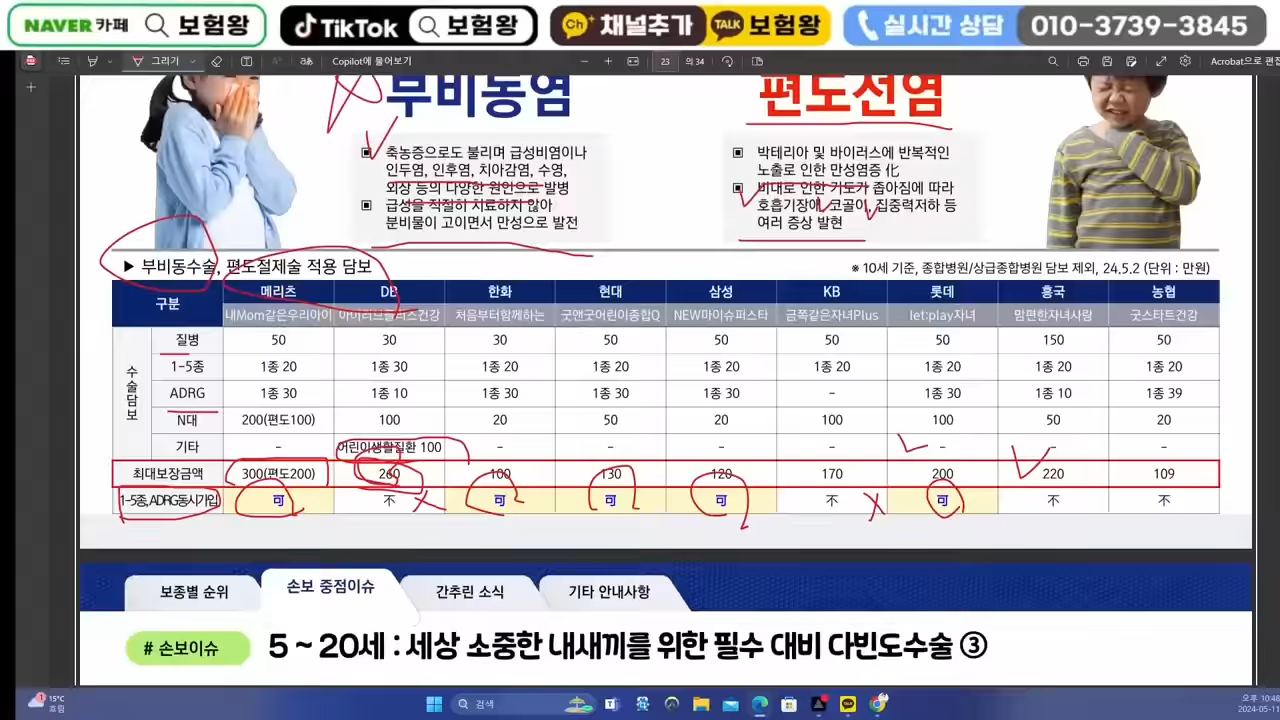 NAVER 카페 보험왕 TikTok 보험왕 Ch+ 채널추가 TALK 보험왕 실시간 상담 010-3739-3845
그리기 Copilot에 물어보기 23 의 34 Acrobat으로 편집
부비동염 편도선염
축농증으로도 불리며 급성비염이나
인두염, 인후염, 치아감염, 수영,
외상 등의 다양한 원인으로 발병
급성을 적절히 치료하지 않아
분비물이 고이면서 만성으로 발전
박테리아 및 바이러스에 반복적인
노출로 인한 만성염증 化
비대로 인한 기도가 좁아짐에 따라
호흡기장애, 코골이, 집중력저하 등
여러 증상 발현
▶ 부비동수술, 편도절제술 적용 담보
※ 10세 기준, 종합병원/상급종합병원 담보 제외, 24.5.2 (단위 : 만원)
구분 메리츠 DB 한화 현대 삼성 KB 롯데 흥국 농협
내Mom같은우리아이 아이러브플러스건강 처음부터함께하는 굿앤굿어린이종합Q NEW마이슈퍼스타 금쪽같은자녀Plus let:play자녀 맘편한자녀사랑 굿스타트건강
수술담보
질병 50 30 30 50 50 50 50 150 50
1-5종 1종 20 1종 30 1종 20 1종 20 1종 20 1종 20 1종 20 1종 20 1종 20
ADRG 1종 30 1종 10 1종 30 1종 30 1종 30 - 1종 30 1종 10 1종 39
N대 200(편도100) 100 20 50 20 100 100 50 20
기타 - 어린이생활질환 100 - - - - - - -
최대보장금액 300(편도200) 260 100 130 120 170 200 220 109
1-5종,ADRG동시가입 可 不 可 可 可 不 可 不 不
보종별 순위 손보 중점이슈 간추린 소식 기타 안내사항
# 손보이슈 5 ~ 20세 : 세상 소중한 내새끼를 위한 필수 대비 다빈도수술 ③
15°C
흐림
검색
오후 10:48
2024-05-11